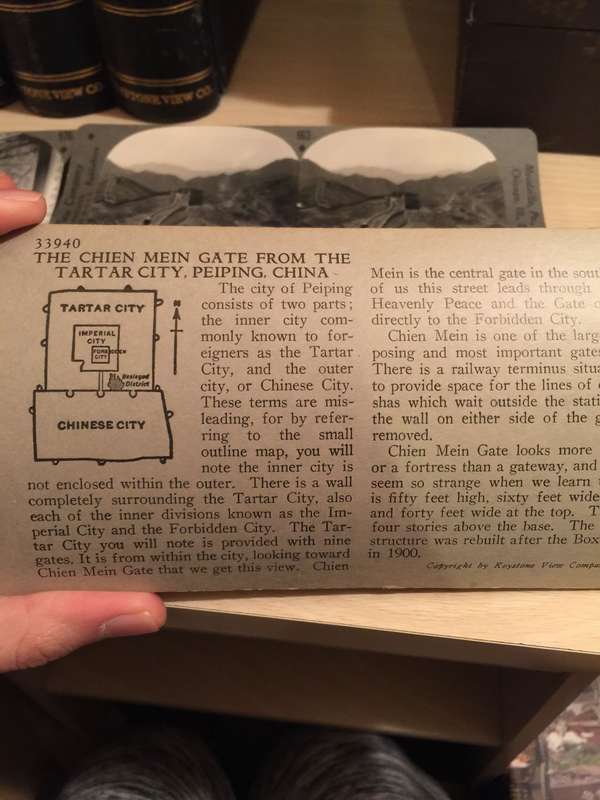 STONE VIEW CO
STONE VIEW CO
33940
THE CHIEN MEIN GATE FROM THE
TARTAR CITY, PEIPING, CHINA
TARTAR CITY
N
IMPERIAL
CITY
FORBIDDEN
CITY
Besieged
District
CHINESE CITY
The city of Peiping
consists of two parts;
the inner city com-
monly known to for-
eigners as the Tartar
City, and the outer
city, or Chinese City.
These terms are mis-
leading, for by refer-
ring to the small
outline map, you will
note the inner city is
not enclosed within the outer. There is a wall
completely surrounding the Tartar City, also
each of the inner divisions known as the Im-
perial City and the Forbidden City. The Tar-
tar City you will note is provided with nine
gates. It is from within the city, looking toward
Chien Mein Gate that we get this view. Chien
Mein is the central gate in the sout
of us this street leads through
Heavenly Peace and the Gate o
directly to the Forbidden City.
Chien Mein is one of the larg
posing and most important gates
There is a railway terminus situa
to provide space for the lines of
shas which wait outside the stati
the wall on either side of the g
removed.
Chien Mein Gate looks more
or a fortress than a gateway, and
seem so strange when we learn
is fifty feet high, sixty feet wide
and forty feet wide at the top. T
four stories above the base. The
structure was rebuilt after the Box
in 1900.
Copyright by Keystone View Compa